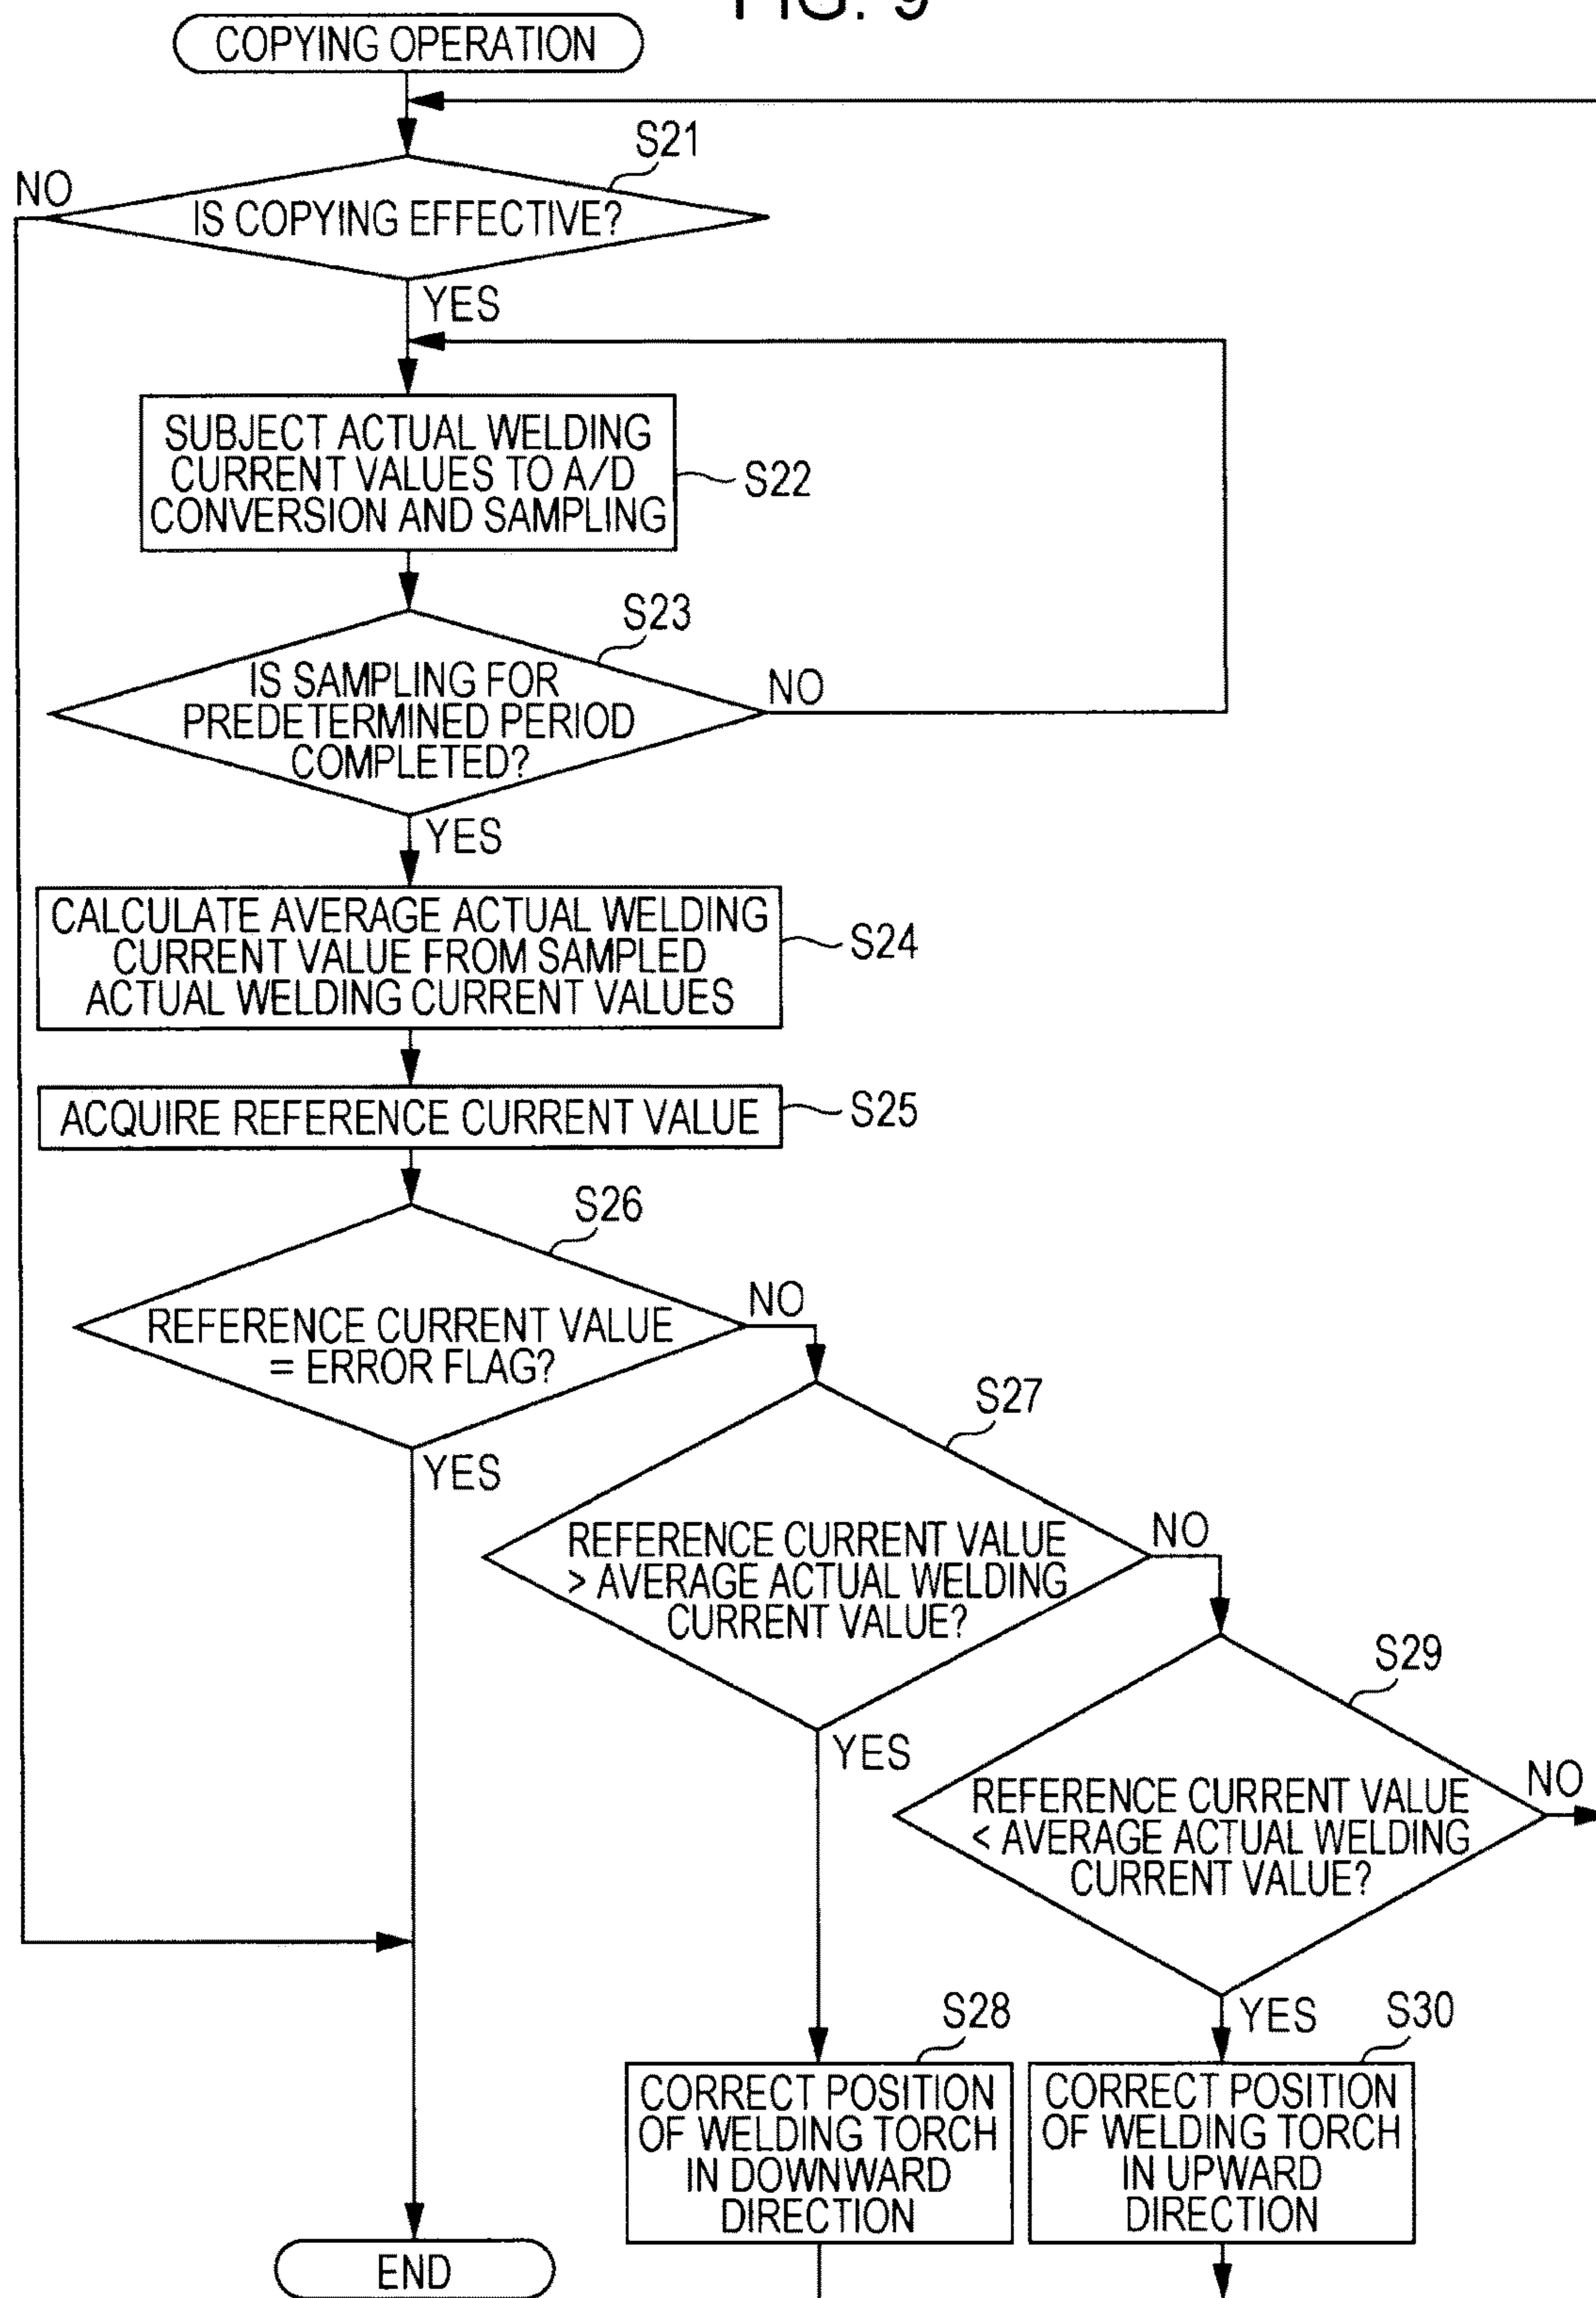 FIG. 9
COPYING OPERATION
S21
NO
IS COPYING EFFECTIVE?
YES
SUBJECT ACTUAL WELDING
CURRENT VALUES TO A/D
CONVERSION AND SAMPLING
S22
S23
IS SAMPLING FOR
PREDETERMINED PERIOD
COMPLETED?
NO
YES
CALCULATE AVERAGE ACTUAL WELDING
CURRENT VALUE FROM SAMPLED
ACTUAL WELDING CURRENT VALUES
S24
ACQUIRE REFERENCE CURRENT VALUE
S25
S26
REFERENCE CURRENT VALUE
= ERROR FLAG?
NO
YES
S27
REFERENCE CURRENT VALUE
> AVERAGE ACTUAL WELDING
CURRENT VALUE?
NO
YES
S29
REFERENCE CURRENT VALUE
< AVERAGE ACTUAL WELDING
CURRENT VALUE?
NO
YES
S28
CORRECT POSITION
OF WELDING TORCH
IN DOWNWARD
DIRECTION
S30
CORRECT POSITION
OF WELDING TORCH
IN UPWARD
DIRECTION
END